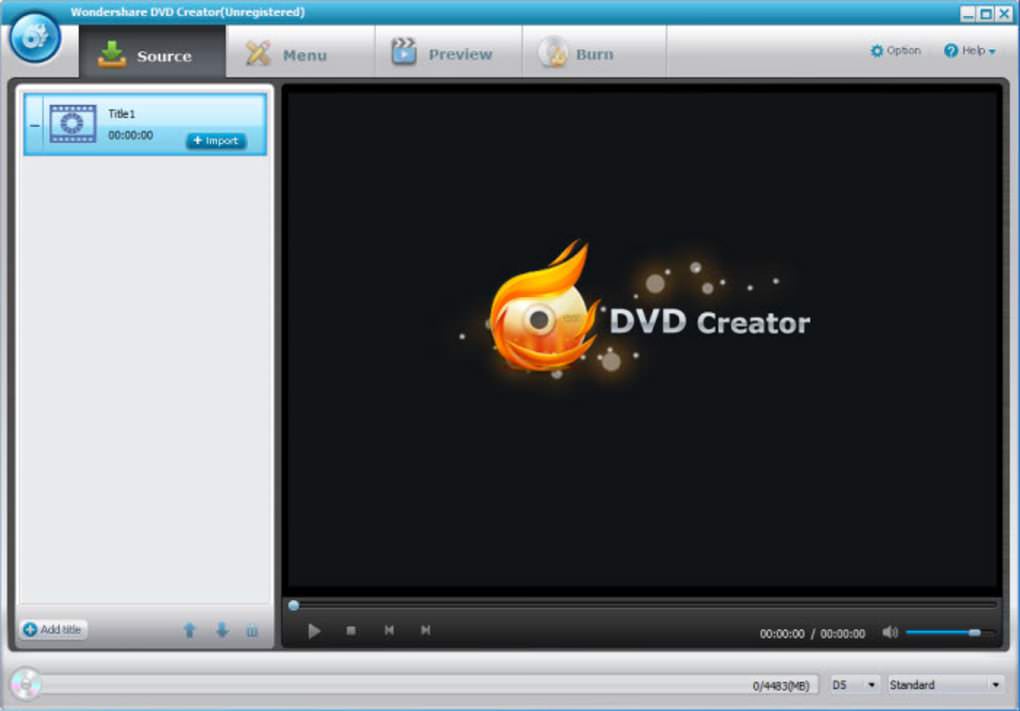 Wondershare DVD Creator(Unregistered)
Source
Menu
Preview
Burn
Option
Help
Title1
00:00:00
Import
DVD Creator
Add title
00:00:00 / 00:00:00
0/4483(MB)
D5
Standard